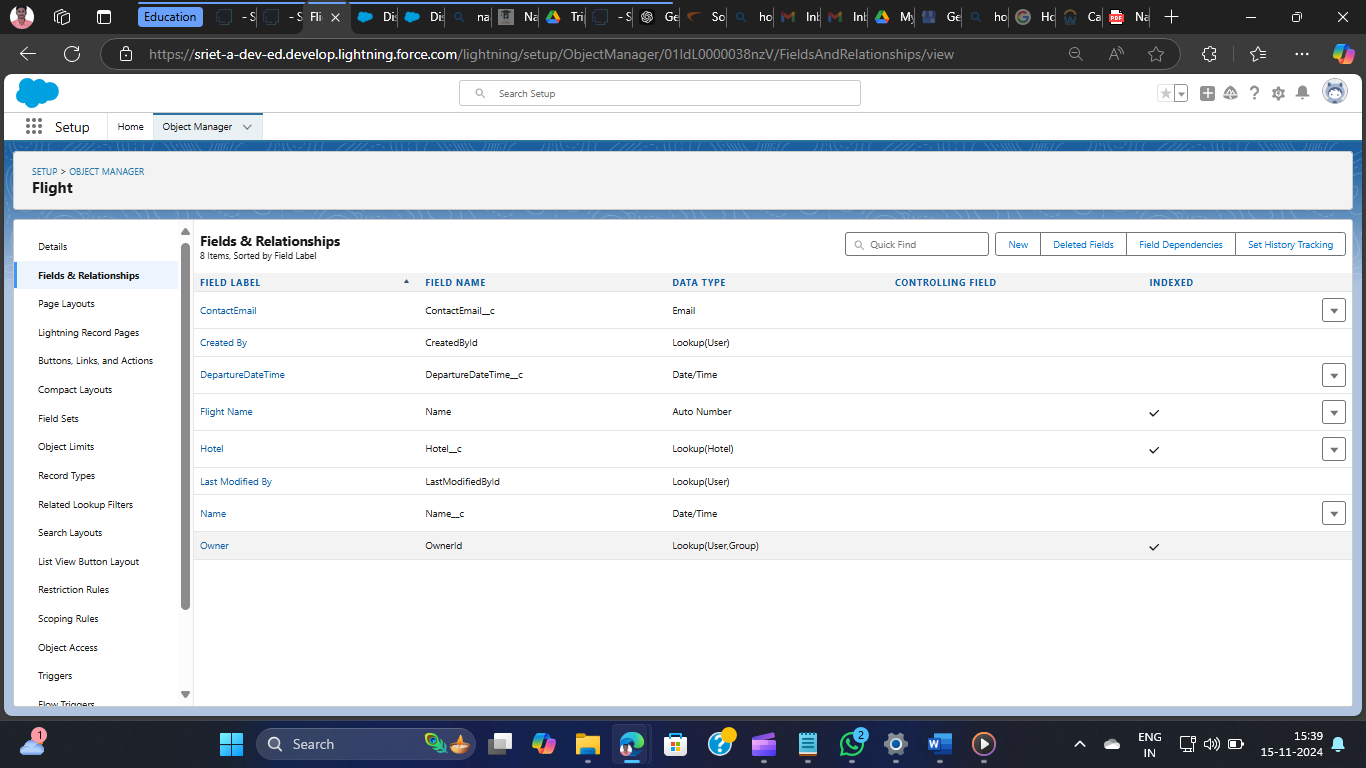 Education
- S
- S
Fli
Di
Di
na
Na
Tri
- S
Ge
So
ho
Inb
Inb
My
Ge
ho
Ho
Ca
Na
https://sriet-a-dev-ed.develop.lightning.force.com/lightning/setup/ObjectManager/01IdL0000038nzV/FieldsAndRelationships/view
Search Setup
Setup
Home
Object Manager
SETUP > OBJECT MANAGER
Flight
Details
Fields & Relationships
Page Layouts
Lightning Record Pages
Buttons, Links, and Actions
Compact Layouts
Field Sets
Object Limits
Record Types
Related Lookup Filters
Search Layouts
List View Button Layout
Restriction Rules
Scoping Rules
Object Access
Triggers
Flow Triggers
Fields & Relationships
8 Items, Sorted by Field Label
Quick Find
New
Deleted Fields
Field Dependencies
Set History Tracking
FIELD LABEL FIELD NAME DATA TYPE CONTROLLING FIELD INDEXED
ContactEmail ContactEmail__c Email
Created By CreatedById Lookup(User)
DepartureDateTime DepartureDateTime__c Date/Time
Flight Name Name Auto Number
Hotel Hotel__c Lookup(Hotel)
Last Modified By LastModifiedById Lookup(User)
Name Name__c Date/Time
Owner OwnerId Lookup(User,Group)
1
Search
2
ENG
IN
15:39
15-11-2024